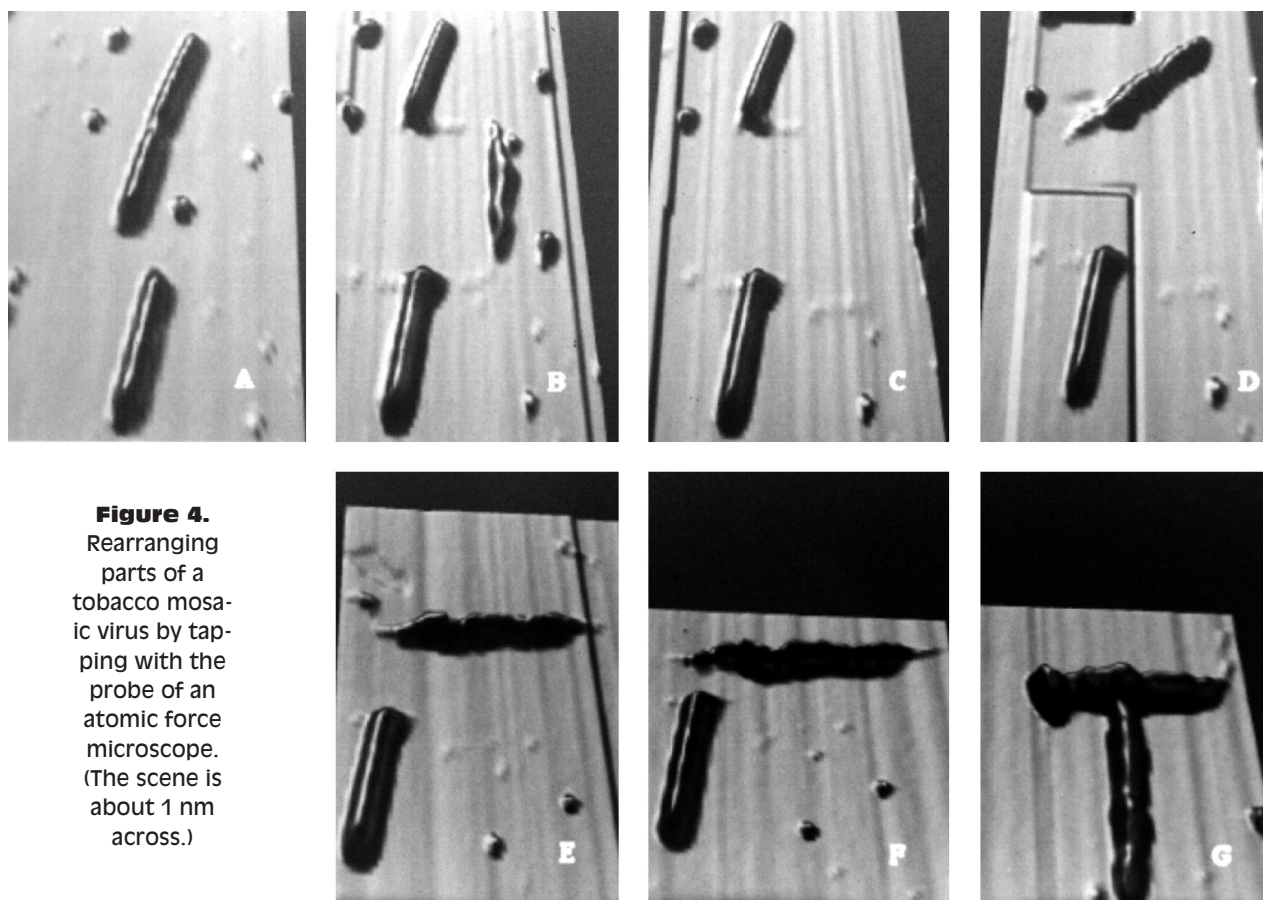 A
B
C
D
Figure 4.
Rearranging
parts of a
tobacco mosa-
ic virus by tap-
ping with the
probe of an
atomic force
microscope.
(The scene is
about 1 nm
across.)
E
F
G